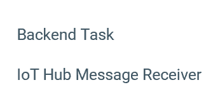 Backend Task
IoT Hub Message Receiver